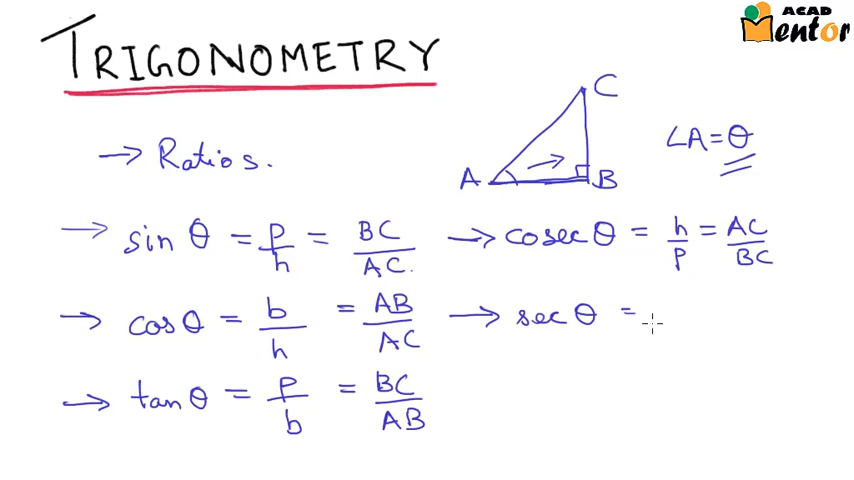 ACAD
Mentor
TRIGONOMETRY
→ Ratios.
C
A
B
∠A = θ
→ sin θ = p/h = BC/AC.
→ cosec θ = h/p = AC/BC
→ cos θ = b/h = AB/AC
→ sec θ =
→ tan θ = p/b = BC/AB